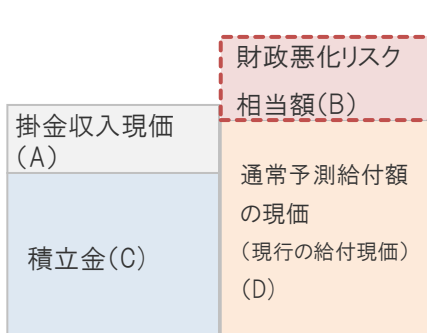 財政悪化リスク
相当額(B)
掛金収入現価
(A)
通常予測給付額
の現価
(現行の給付現価)
(D)
積立金(C)